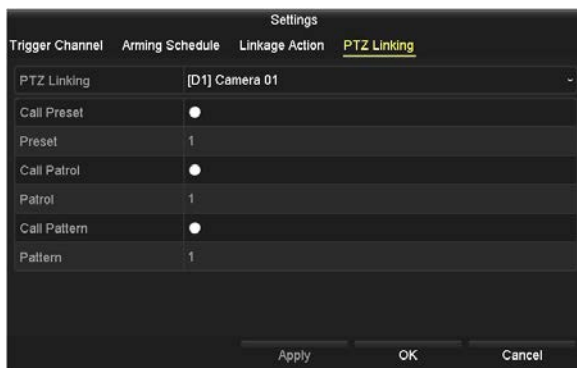 Settings
Trigger Channel Arming Schedule Linkage Action PTZ Linking
PTZ Linking [D1] Camera 01
Call Preset
Preset 1
Call Patrol
Patrol 1
Call Pattern
Pattern 1
Apply OK Cancel